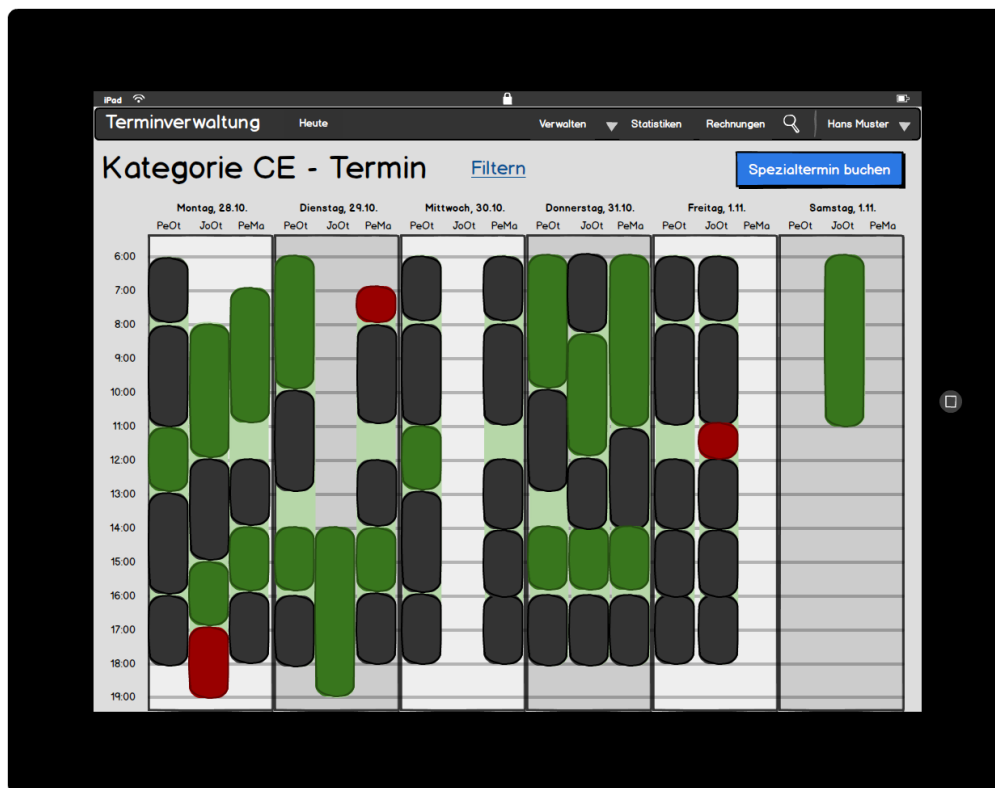 iPad
Terminverwaltung Heute Verwalten Statistiken Rechnungen Hans Muster
Kategorie CE - Termin Filtern Spezialtermin buchen
Montag, 28.10. Dienstag, 29.10. Mittwoch, 30.10. Donnerstag, 31.10. Freitag, 1.11. Samstag, 1.11.
PeOt JoOt PeMa PeOt JoOt PeMa PeOt JoOt PeMa PeOt JoOt PeMa PeOt JoOt PeMa PeOt JoOt PeMa
6:00
7:00
8:00
9:00
10:00
11:00
12:00
13:00
14:00
15:00
16:00
17:00
18:00
19:00